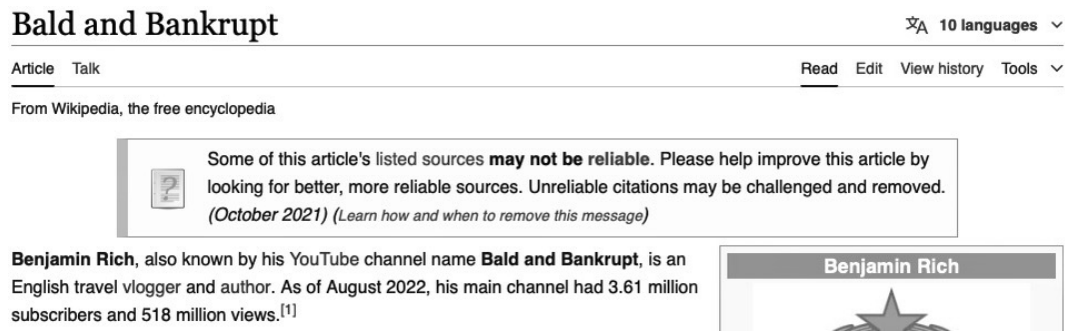 Bald and Bankrupt
10 languages
Article Talk
Read Edit View history Tools
From Wikipedia, the free encyclopedia
Some of this article's listed sources may not be reliable. Please help improve this article by
looking for better, more reliable sources. Unreliable citations may be challenged and removed.
(October 2021) (Learn how and when to remove this message)
Benjamin Rich, also known by his YouTube channel name Bald and Bankrupt, is an
English travel vlogger and author. As of August 2022, his main channel had 3.61 million
subscribers and 518 million views.[1]
Benjamin Rich